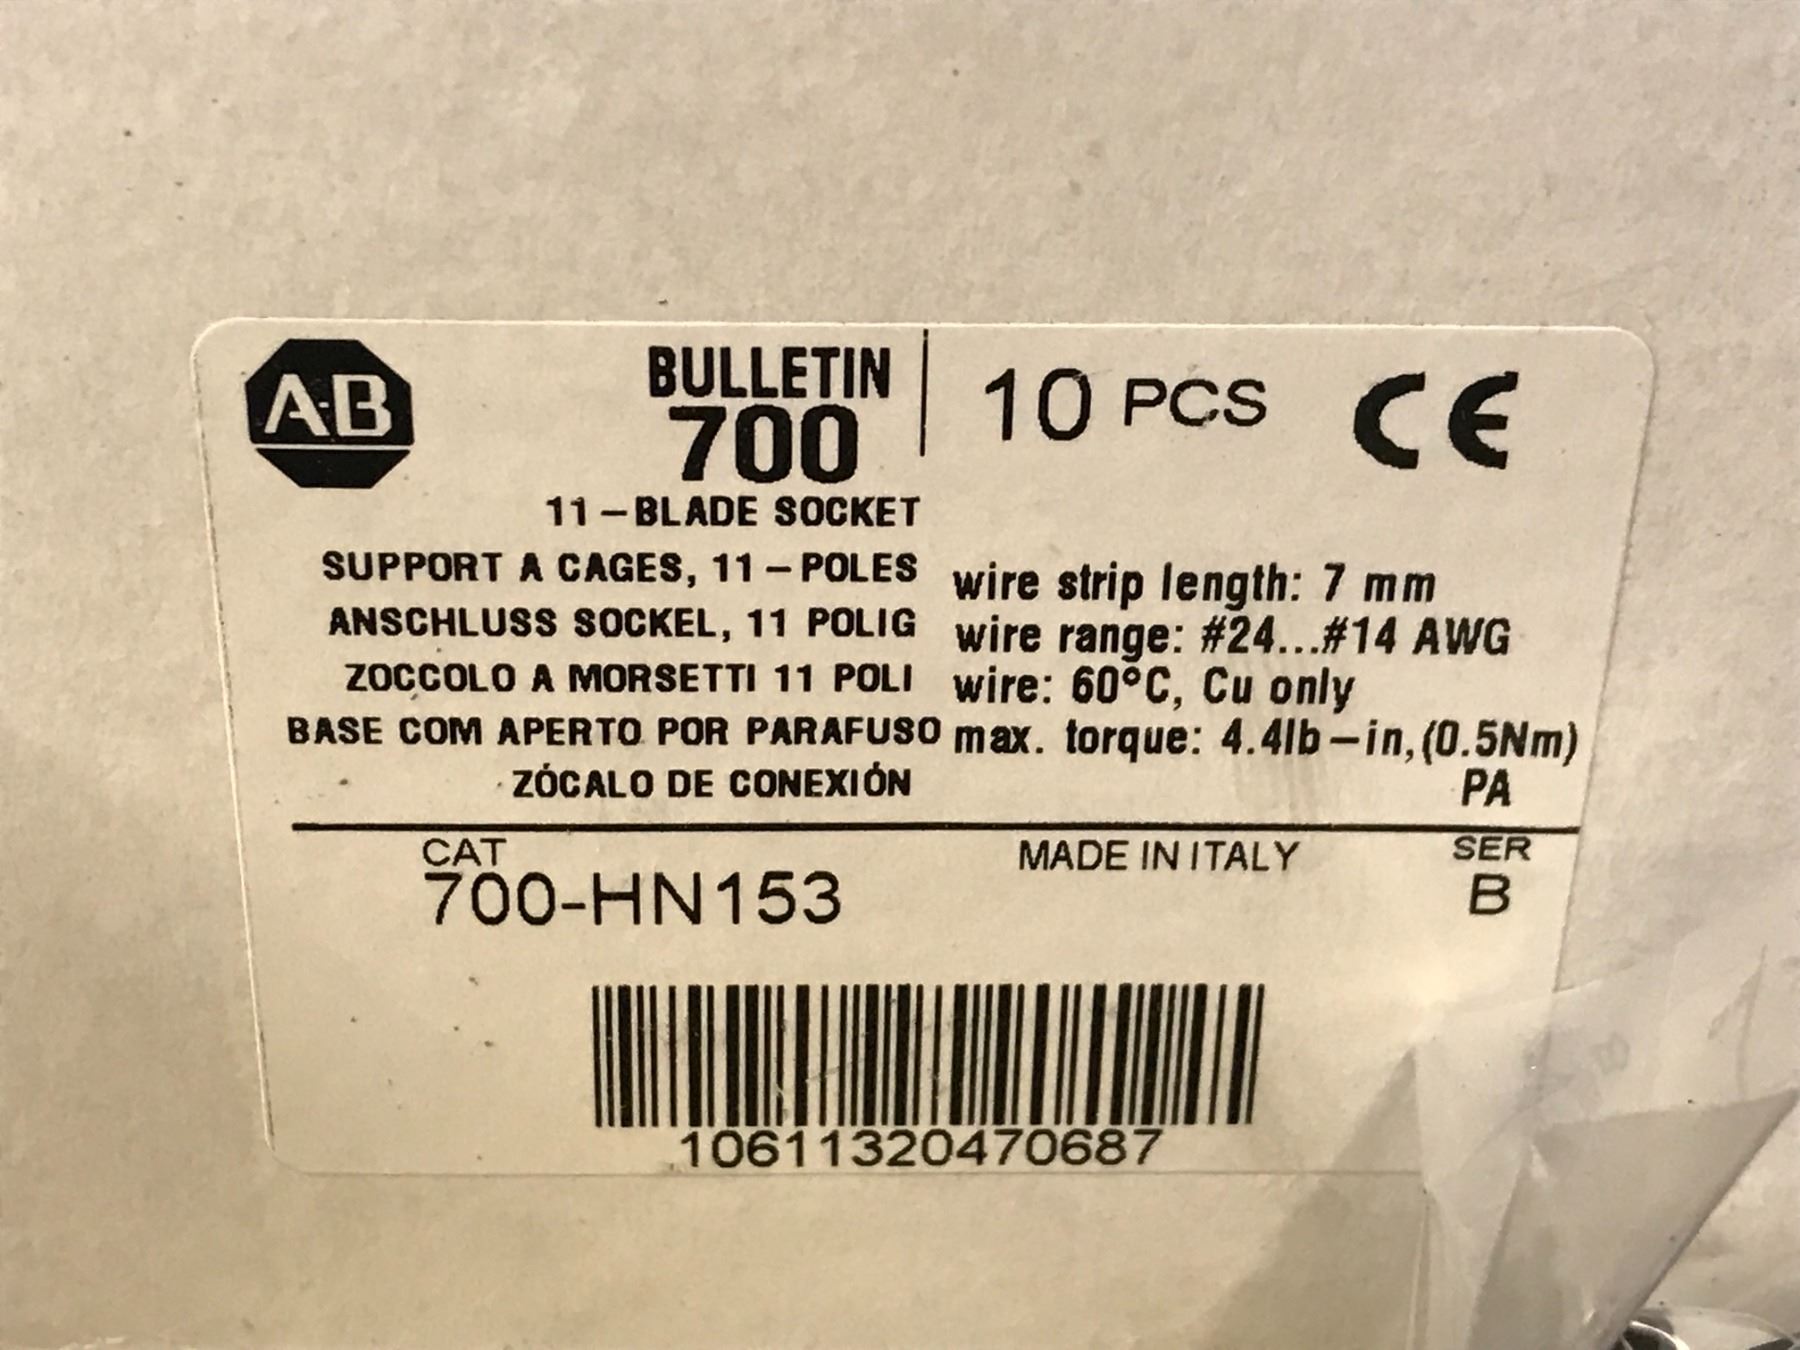 A-B
BULLETIN
700
10 PCS
CE
11-BLADE SOCKET
SUPPORT A CAGES, 11-POLES
ANSCHLUSS SOCKEL, 11 POLIG
ZOCCOLO A MORSETTI 11 POLI
BASE COM APERTO POR PARAFUSO
ZÓCALO DE CONEXIÓN
wire strip length: 7 mm
wire range: #24...#14 AWG
wire: 60°C, Cu only
max. torque: 4.4lb-in,(0.5Nm)
PA
CAT
700-HN153
MADE IN ITALY
SER
B
10611320470687